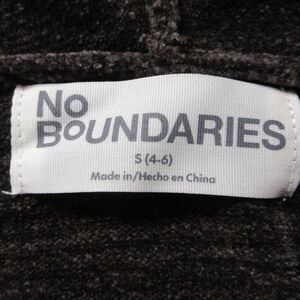 No
BoUNDARIES
S (4-6)
Made in/Hecho en China